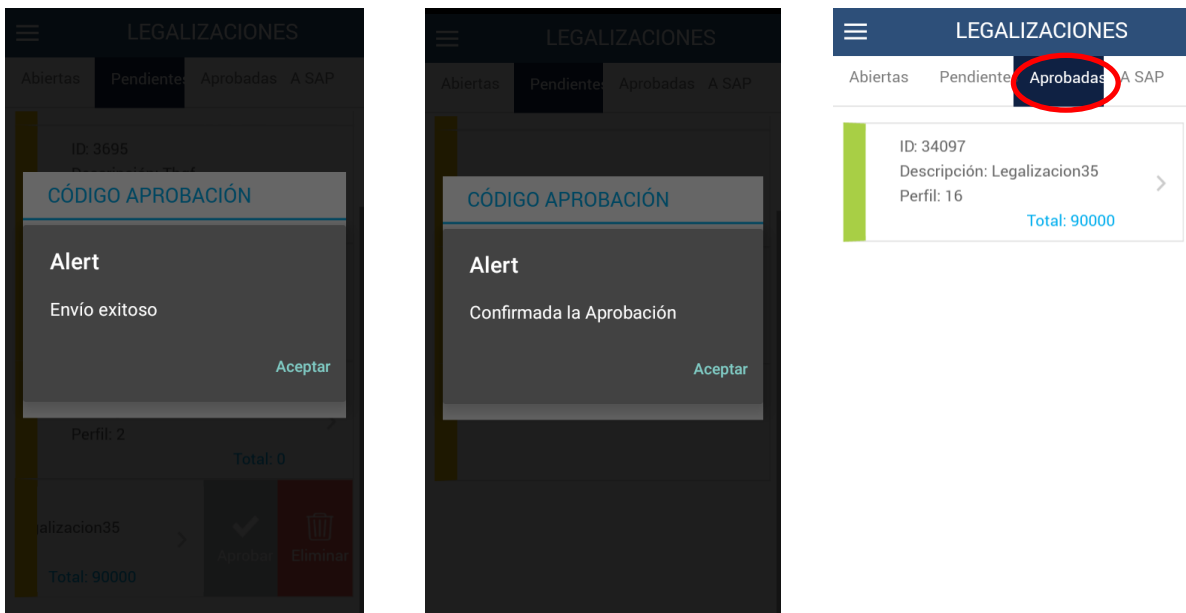 LEGALIZACIONES
Abiertas Pendientes Aprobadas A SAP
ID: 3695
CÓDIGO APROBACIÓN
Alert
Envío exitoso
Aceptar
Perfil: 2
Total: 0
alizacion35
Aprobar Eliminar
Total: 90000
LEGALIZACIONES
Abiertas Pendientes Aprobadas A SAP
CÓDIGO APROBACIÓN
Alert
Confirmada la Aprobación
Aceptar
LEGALIZACIONES
Abiertas Pendiente Aprobadas A SAP
ID: 34097
Descripción: Legalizacion35
Perfil: 16
Total: 90000